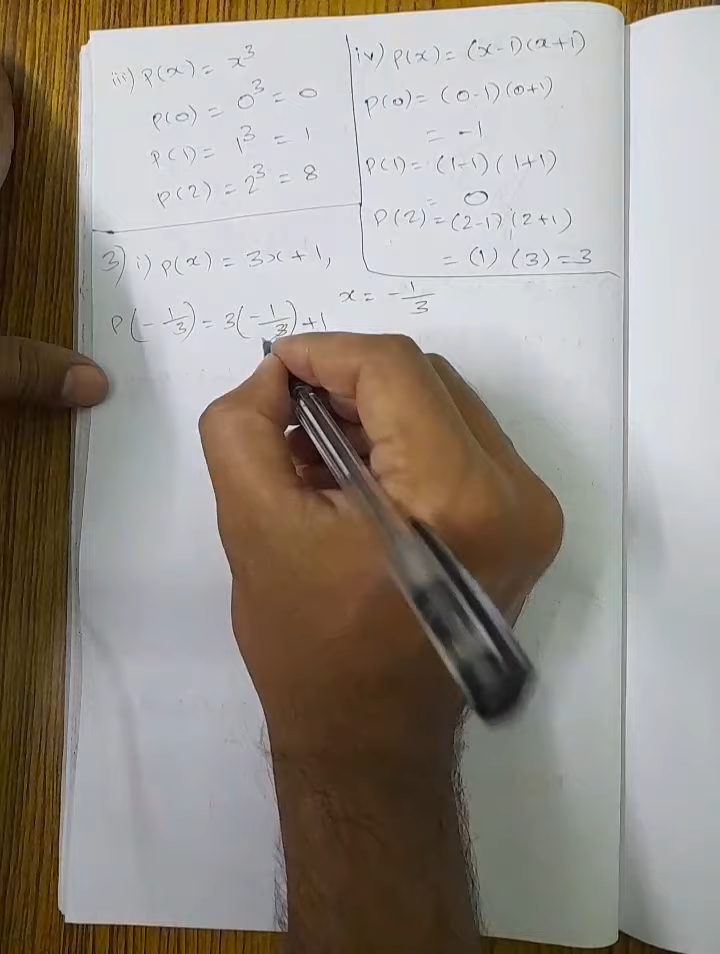 iii) P(x) = x³
P(0) = 0³ = 0
P(1) = 1³ = 1
P(2) = 2³ = 8
iv) P(x) = (x-1)(x+1)
P(0) = (0-1)(0+1)
= -1
P(1) = (1-1)(1+1)
= 0
P(2) = (2-1)(2+1)
= (1)(3) = 3
3) i) P(x) = 3x+1,
x = -1/3
P(-1/3) = 3(-1/3)+1